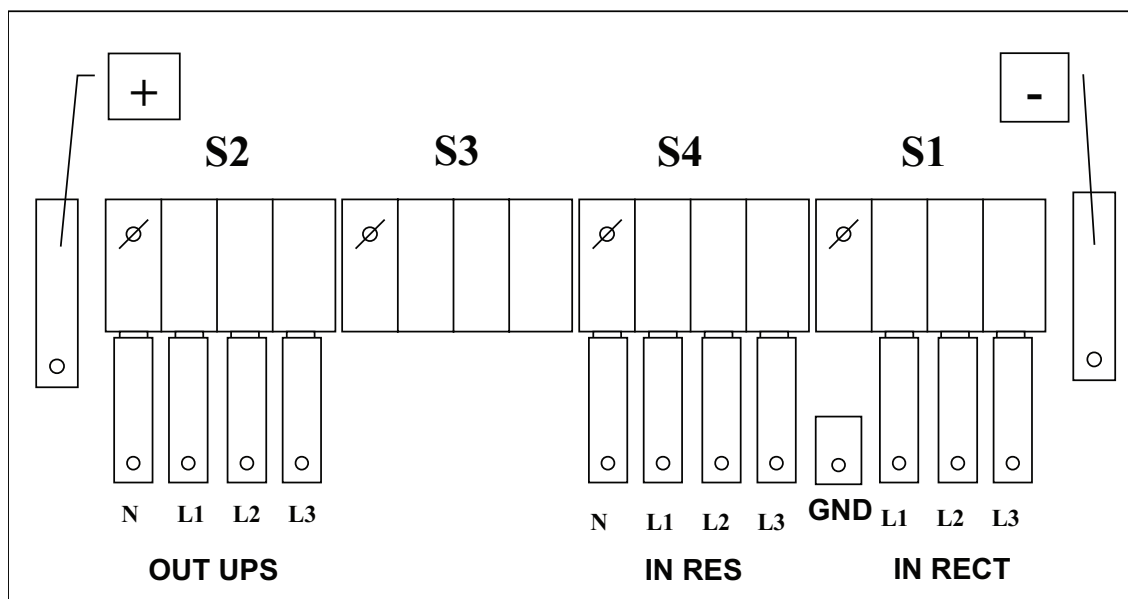 + -
S2 S3 S4 S1
N L1 L2 L3 N L1 L2 L3 GND L1 L2 L3
OUT UPS IN RES IN RECT